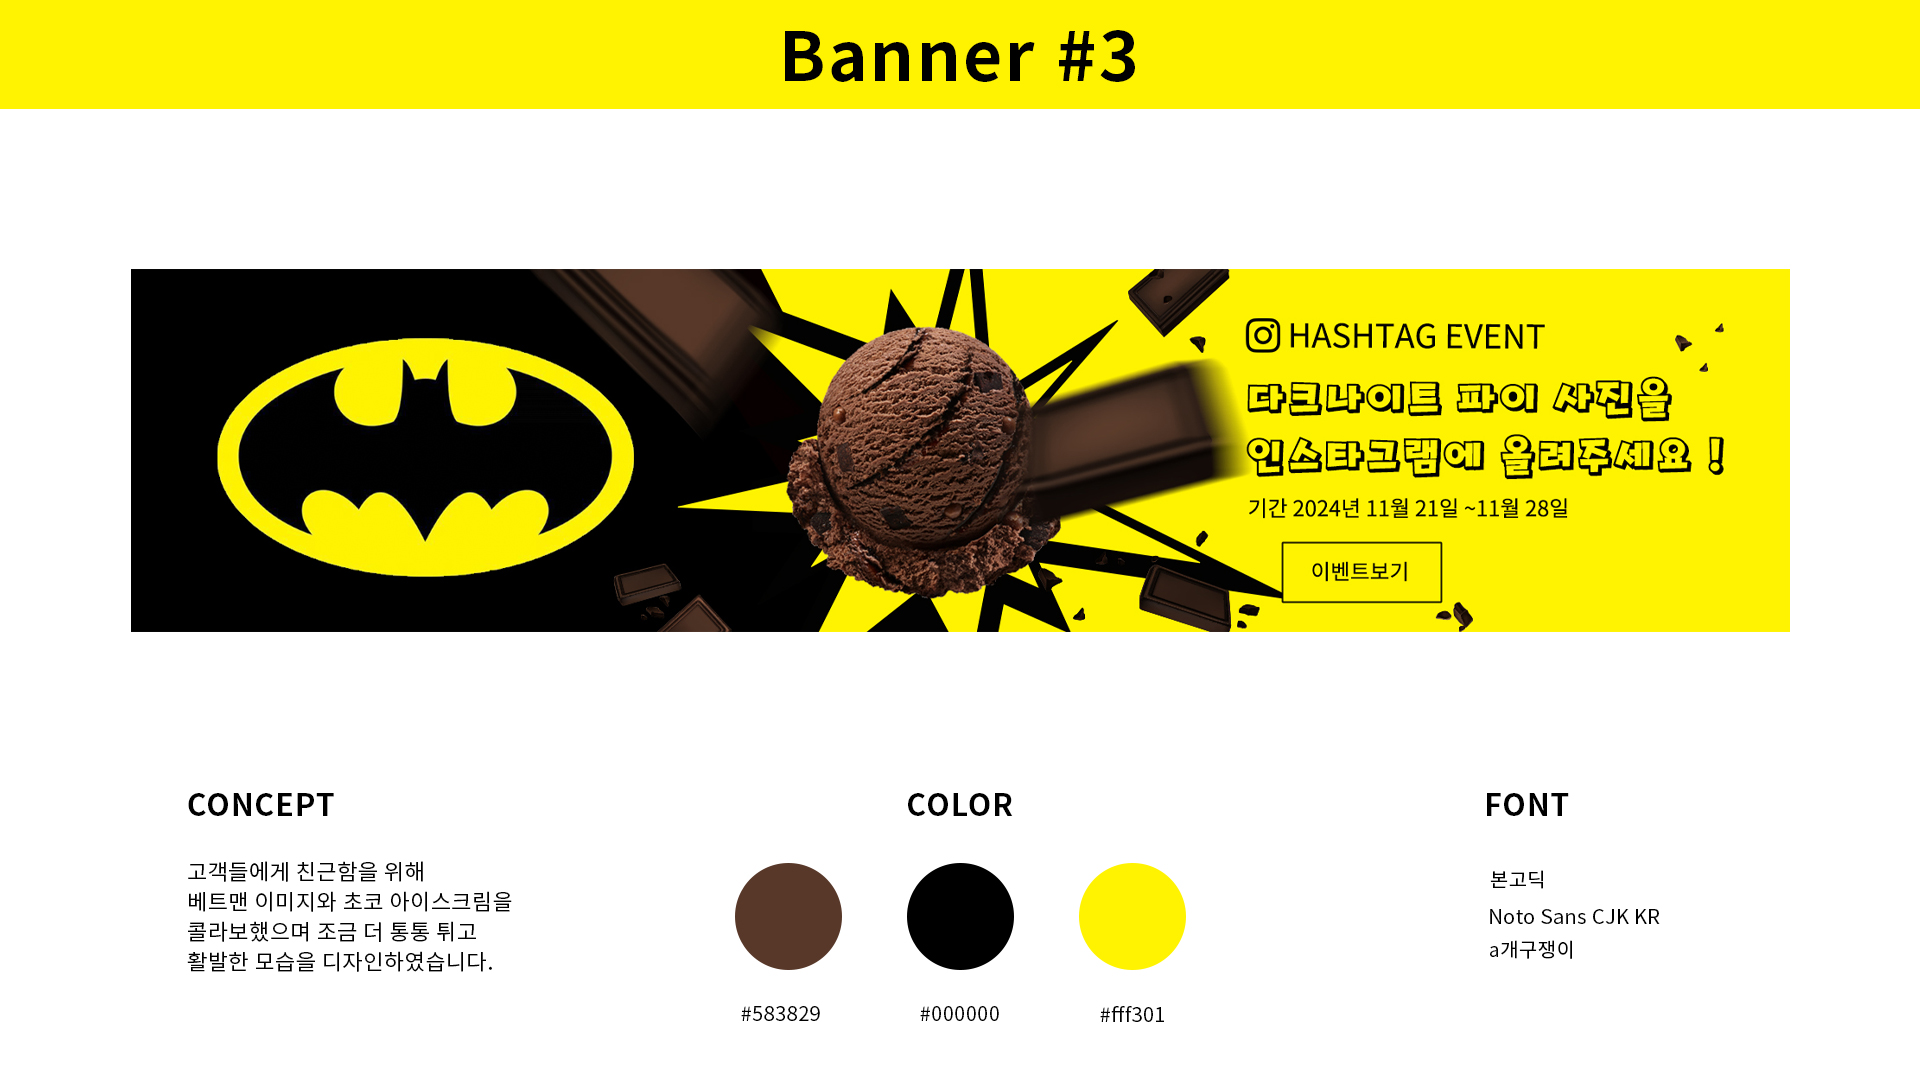 Banner #3
HASHTAG EVENT
다크나이트 파이 사진을
인스타그램에 올려주세요 !
기간 2024년 11월 21일 ~11월 28일
이벤트보기
CONCEPT
고객들에게 친근함을 위해
베트맨 이미지와 초코 아이스크림을
콜라보했으며 조금 더 통통 튀고
활발한 모습을 디자인하였습니다.
COLOR
#583829
#000000
#fff301
FONT
본고딕
Noto Sans CJK KR
a개구쟁이